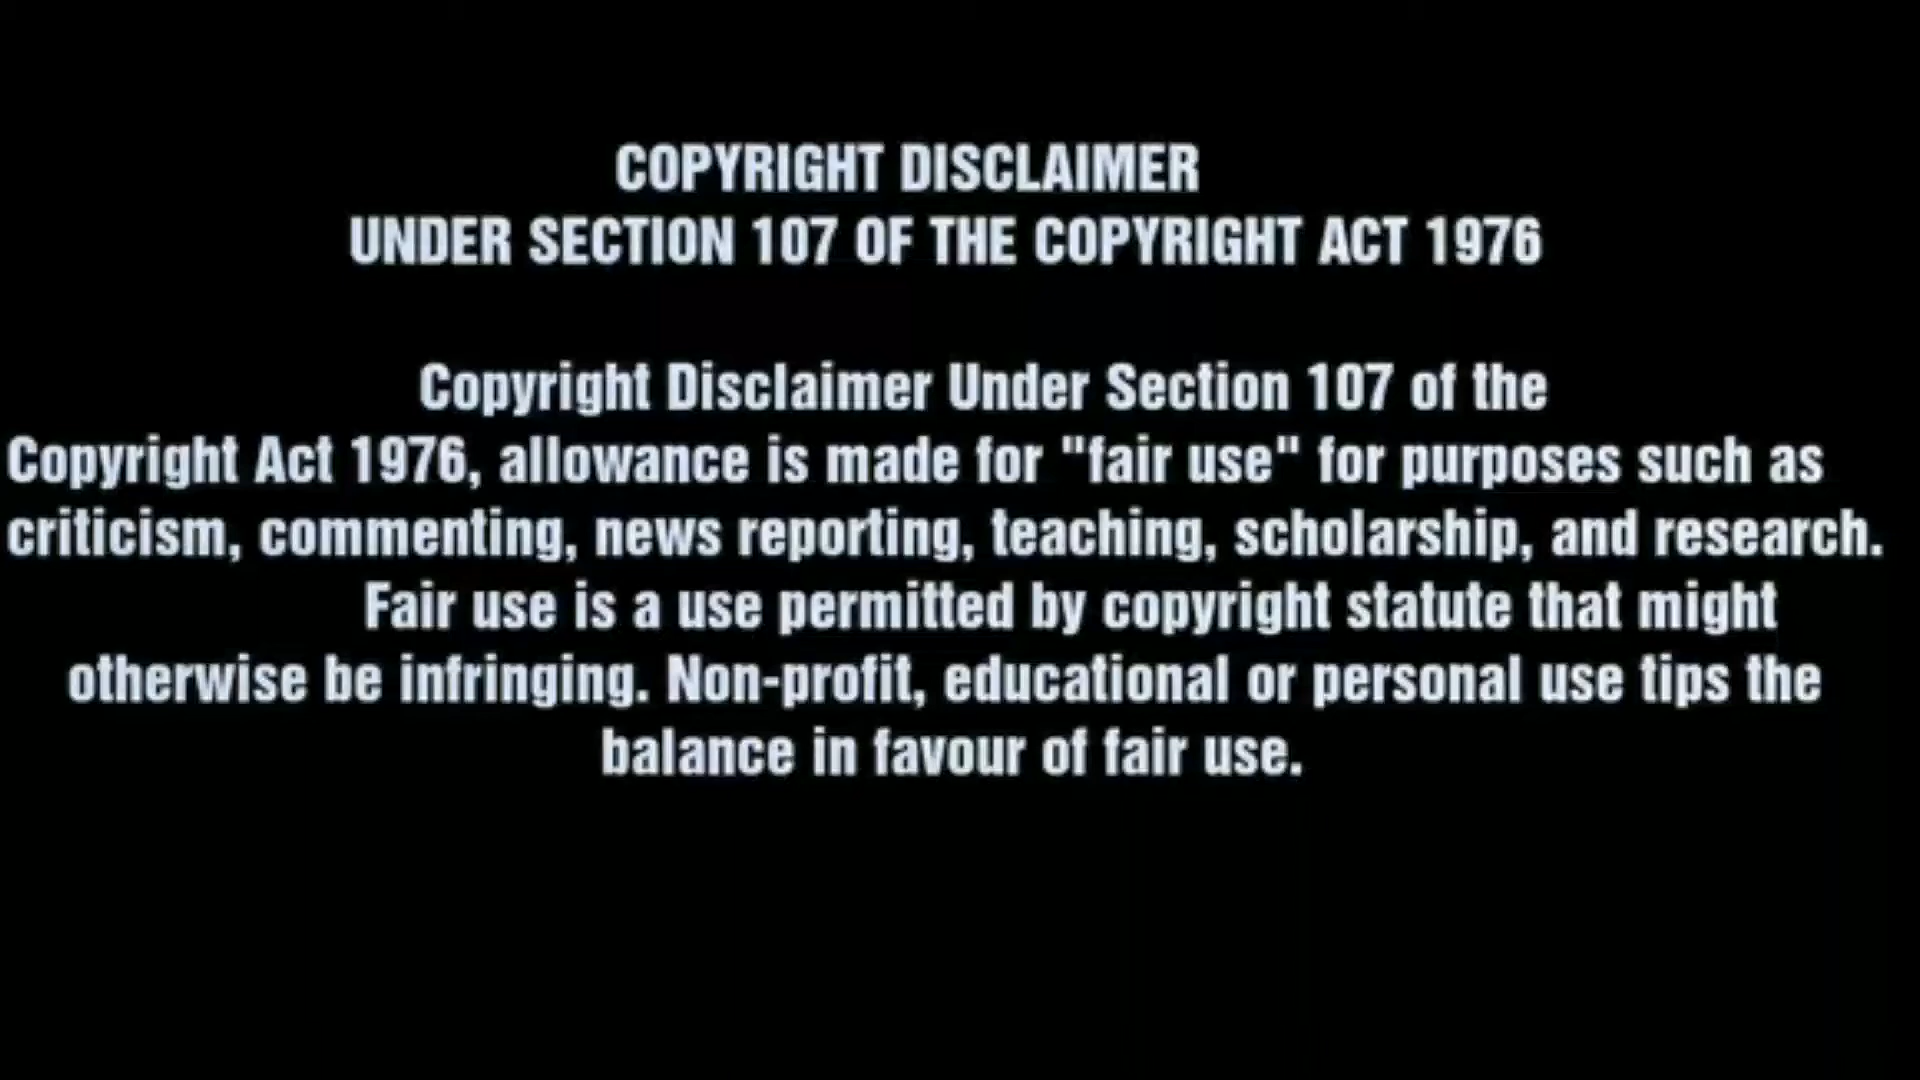 COPYRIGHT DISCLAIMER
UNDER SECTION 107 OF THE COPYRIGHT ACT 1976
Copyright Disclaimer Under Section 107 of the
Copyright Act 1976, allowance is made for "fair use" for purposes such as
criticism, commenting, news reporting, teaching, scholarship, and research.
Fair use is a use permitted by copyright statute that might
otherwise be infringing. Non-profit, educational or personal use tips the
balance in favour of fair use.